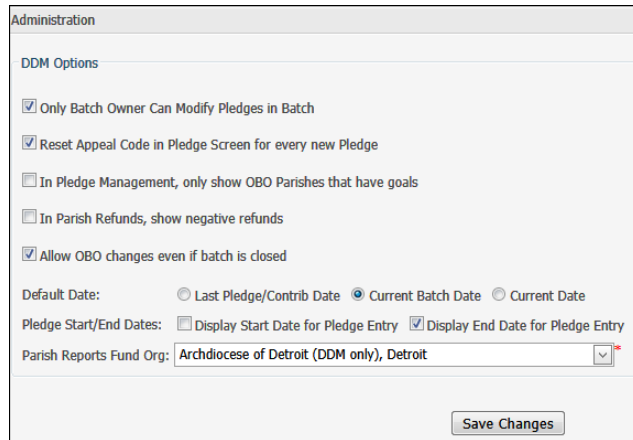 Administration
DDM Options
Only Batch Owner Can Modify Pledges in Batch
Reset Appeal Code in Pledge Screen for every new Pledge
In Pledge Management, only show OBO Parishes that have goals
In Parish Refunds, show negative refunds
Allow OBO changes even if batch is closed
Default Date: Last Pledge/Contrib Date Current Batch Date Current Date
Pledge Start/End Dates: Display Start Date for Pledge Entry Display End Date for Pledge Entry
Parish Reports Fund Org: Archdiocese of Detroit (DDM only), Detroit *
Save Changes